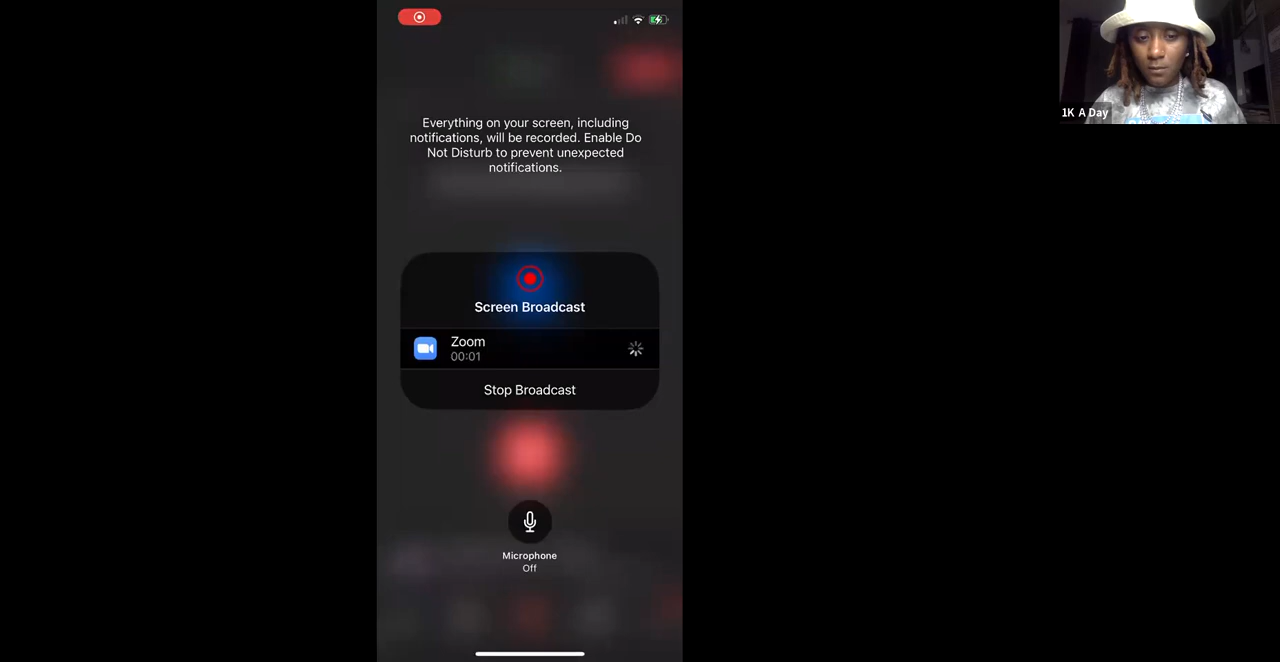 Everything on your screen, including
notifications, will be recorded. Enable Do
Not Disturb to prevent unexpected
notifications.
Screen Broadcast
Zoom
00:01
Stop Broadcast
Microphone
Off
1K A Day